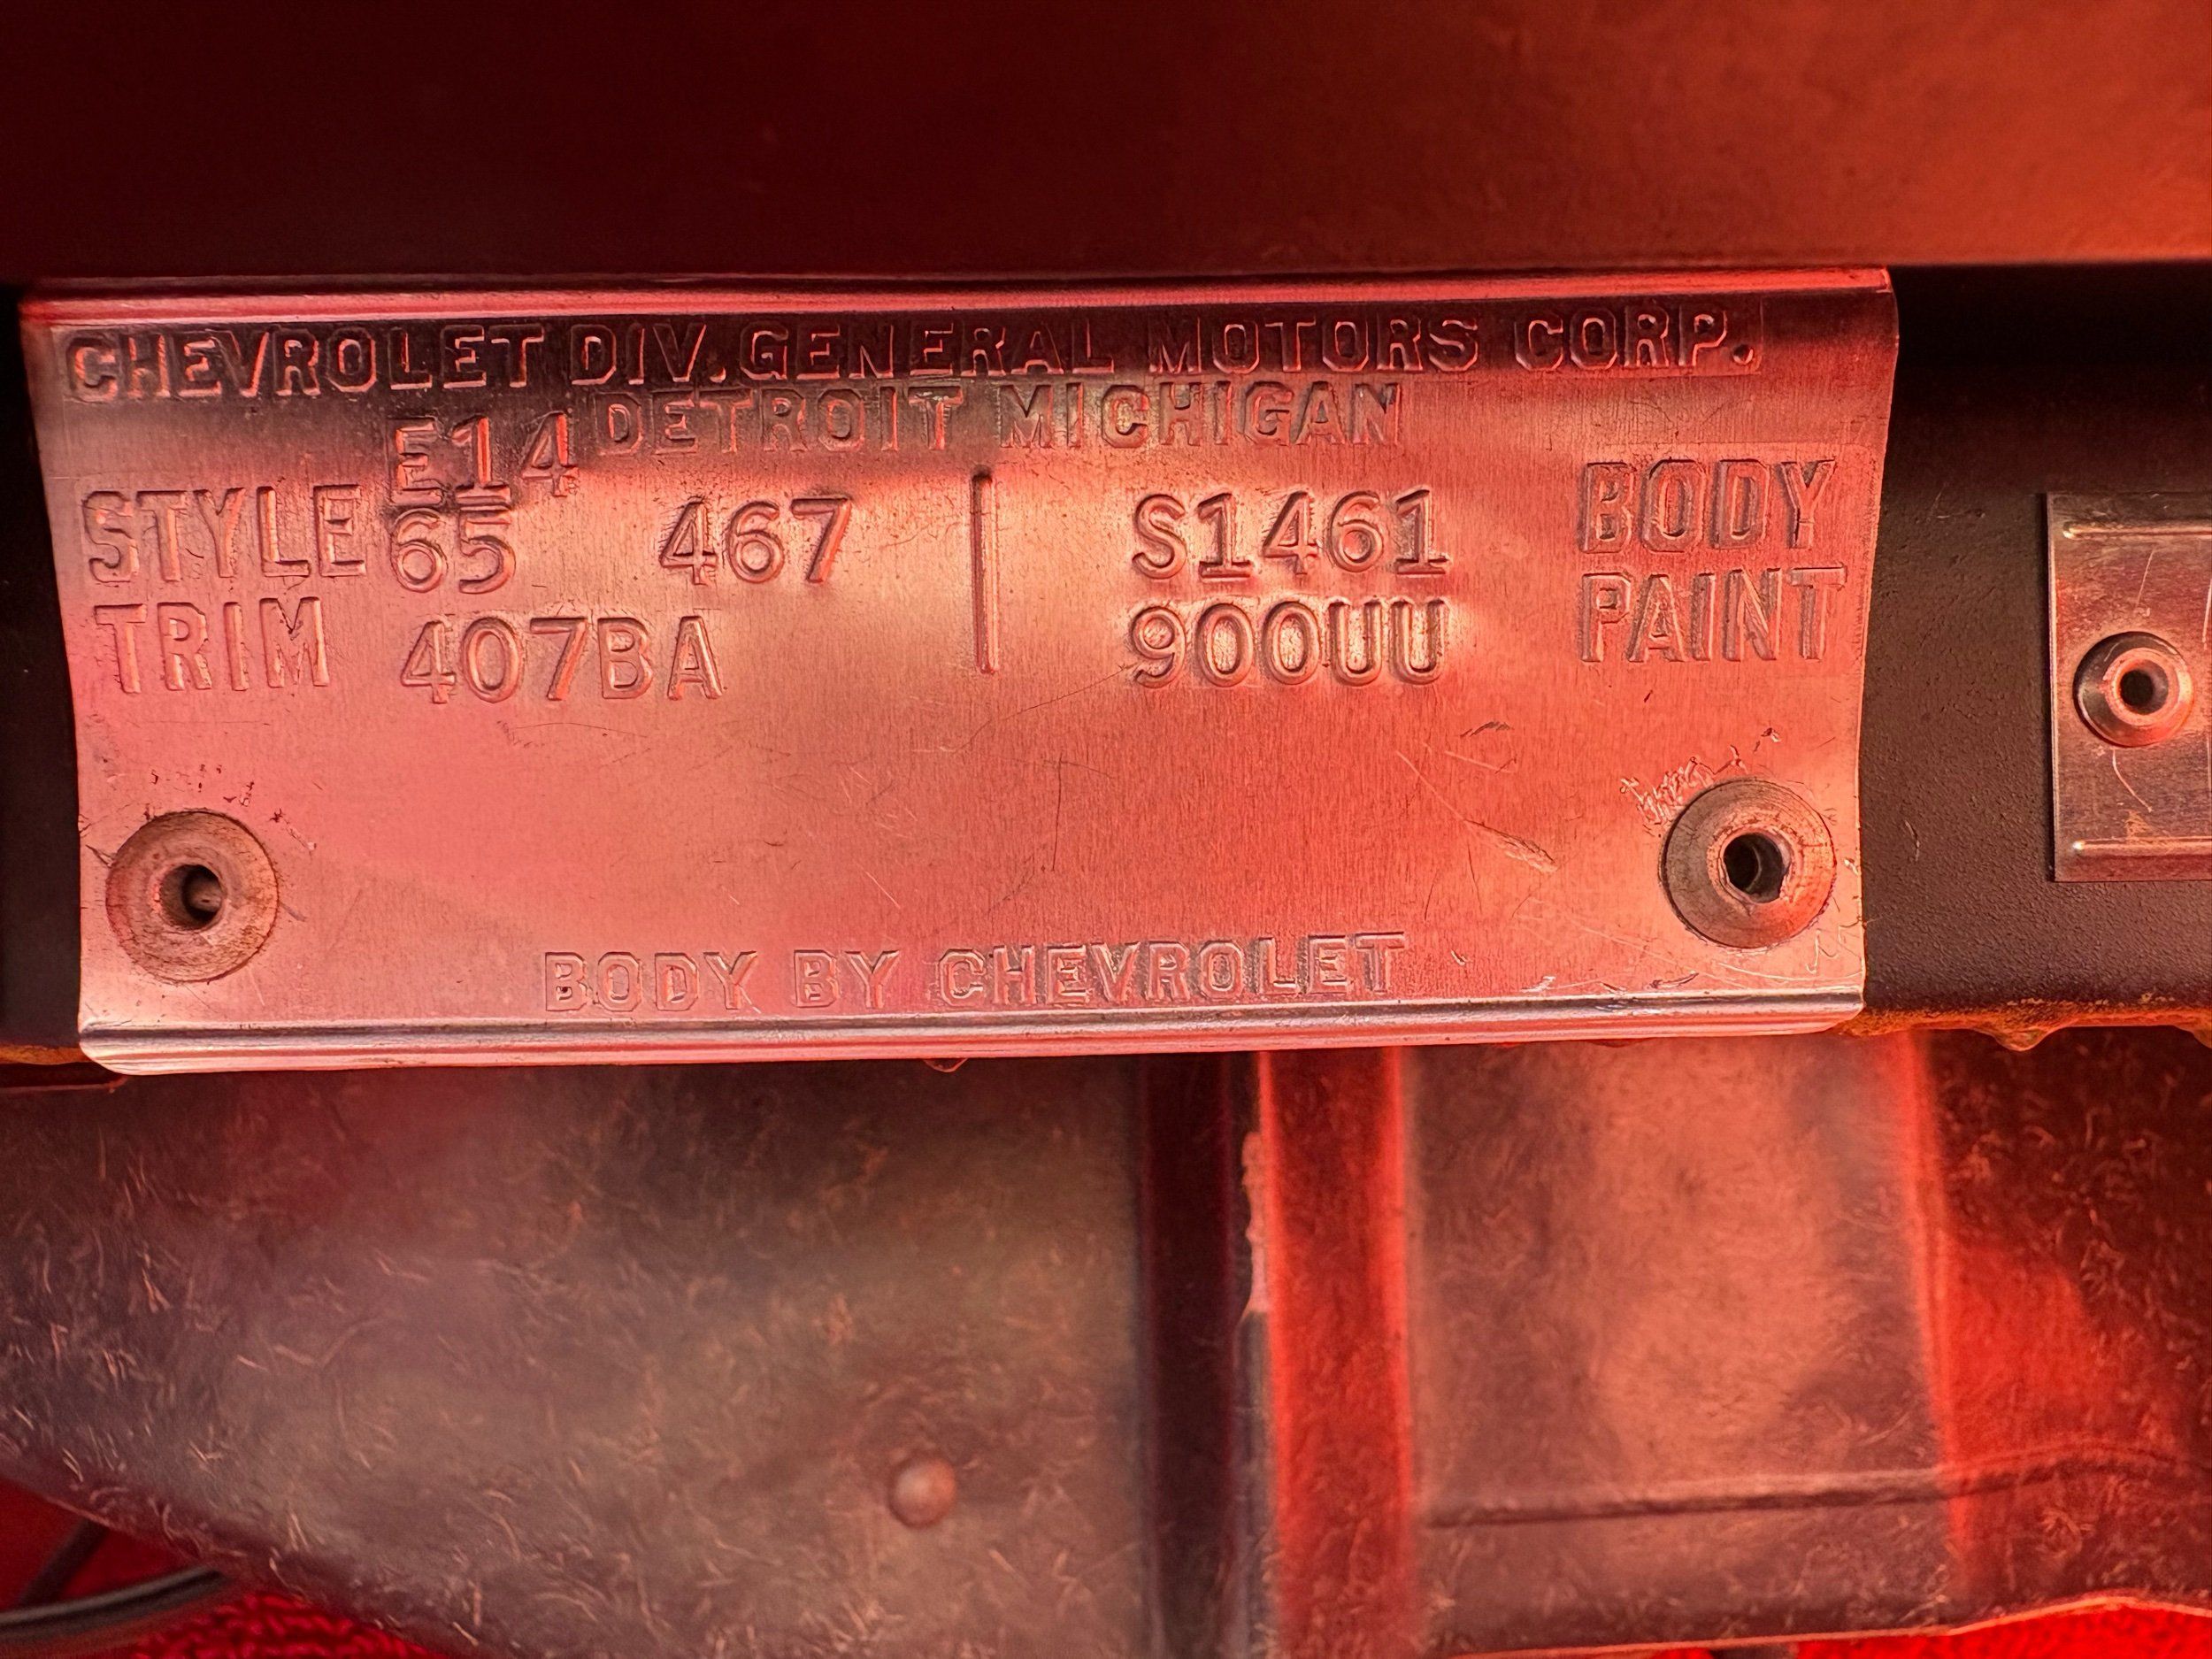 CHEVROLET DIV. GENERAL MOTORS CORP.
DETROIT MICHIGAN
E14
STYLE 65 467 S1461 BODY
TRIM 407BA 900UU PAINT
BODY BY CHEVROLET